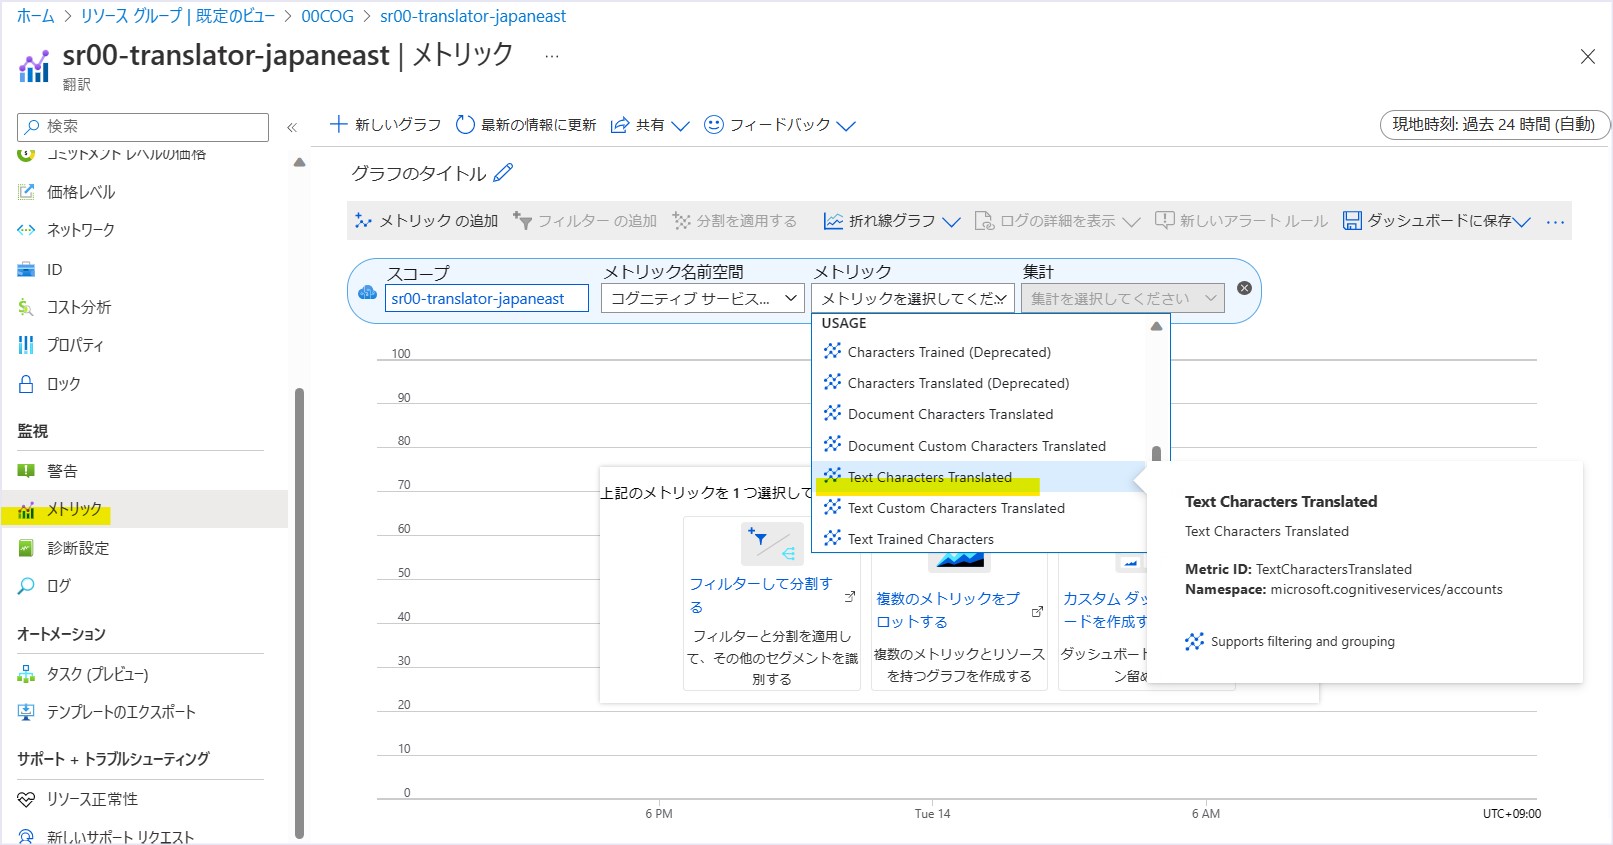 ホーム > リソース グループ | 既定のビュー > 00COG > sr00-translator-japaneast
sr00-translator-japaneast | メトリック ...
翻訳
検索
«
コミットメント レベルの価格
価格レベル
ネットワーク
ID
コスト分析
プロパティ
ロック
監視
警告
メトリック
診断設定
ログ
オートメーション
タスク (プレビュー)
テンプレートのエクスポート
サポート + トラブルシューティング
リソース正常性
新しいサポート リクエスト
新しいグラフ 最新の情報に更新 共有 フィードバック
現地時刻: 過去 24 時間 (自動)
グラフのタイトル
メトリック の追加 フィルター の追加 分割を適用する 折れ線グラフ ログの詳細を表示 新しいアラート ルール ダッシュボードに保存 ...
スコープ メトリック名前空間 メトリック 集計
sr00-translator-japaneast コグニティブ サービス... メトリックを選択してくだ... 集計を選択してください
USAGE
Characters Trained (Deprecated)
Characters Translated (Deprecated)
Document Characters Translated
Document Custom Characters Translated
Text Characters Translated
Text Custom Characters Translated
Text Trained Characters
Text Characters Translated
Text Characters Translated
Metric ID: TextCharactersTranslated
Namespace: microsoft.cognitiveservices/accounts
Supports filtering and grouping
上記のメトリックを 1 つ選択して
フィルターして分割す
る
フィルターと分割を適用し
て、その他のセグメントを識
別する
複数のメトリックをプ
ロットする
複数のメトリックとリソース
を持つグラフを作成する
カスタム ダッ
ードを作成す
ダッシュボート
ン留め
100
90
80
70
60
50
40
30
20
10
0
6 PM Tue 14 6 AM UTC+09:00